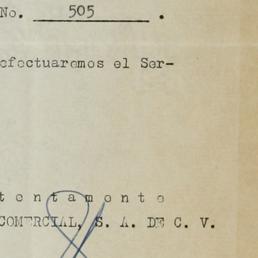 No. 505 .
efectuaremos el Ser-
tentamente
COMERCIAL, S. A. DE C. V.